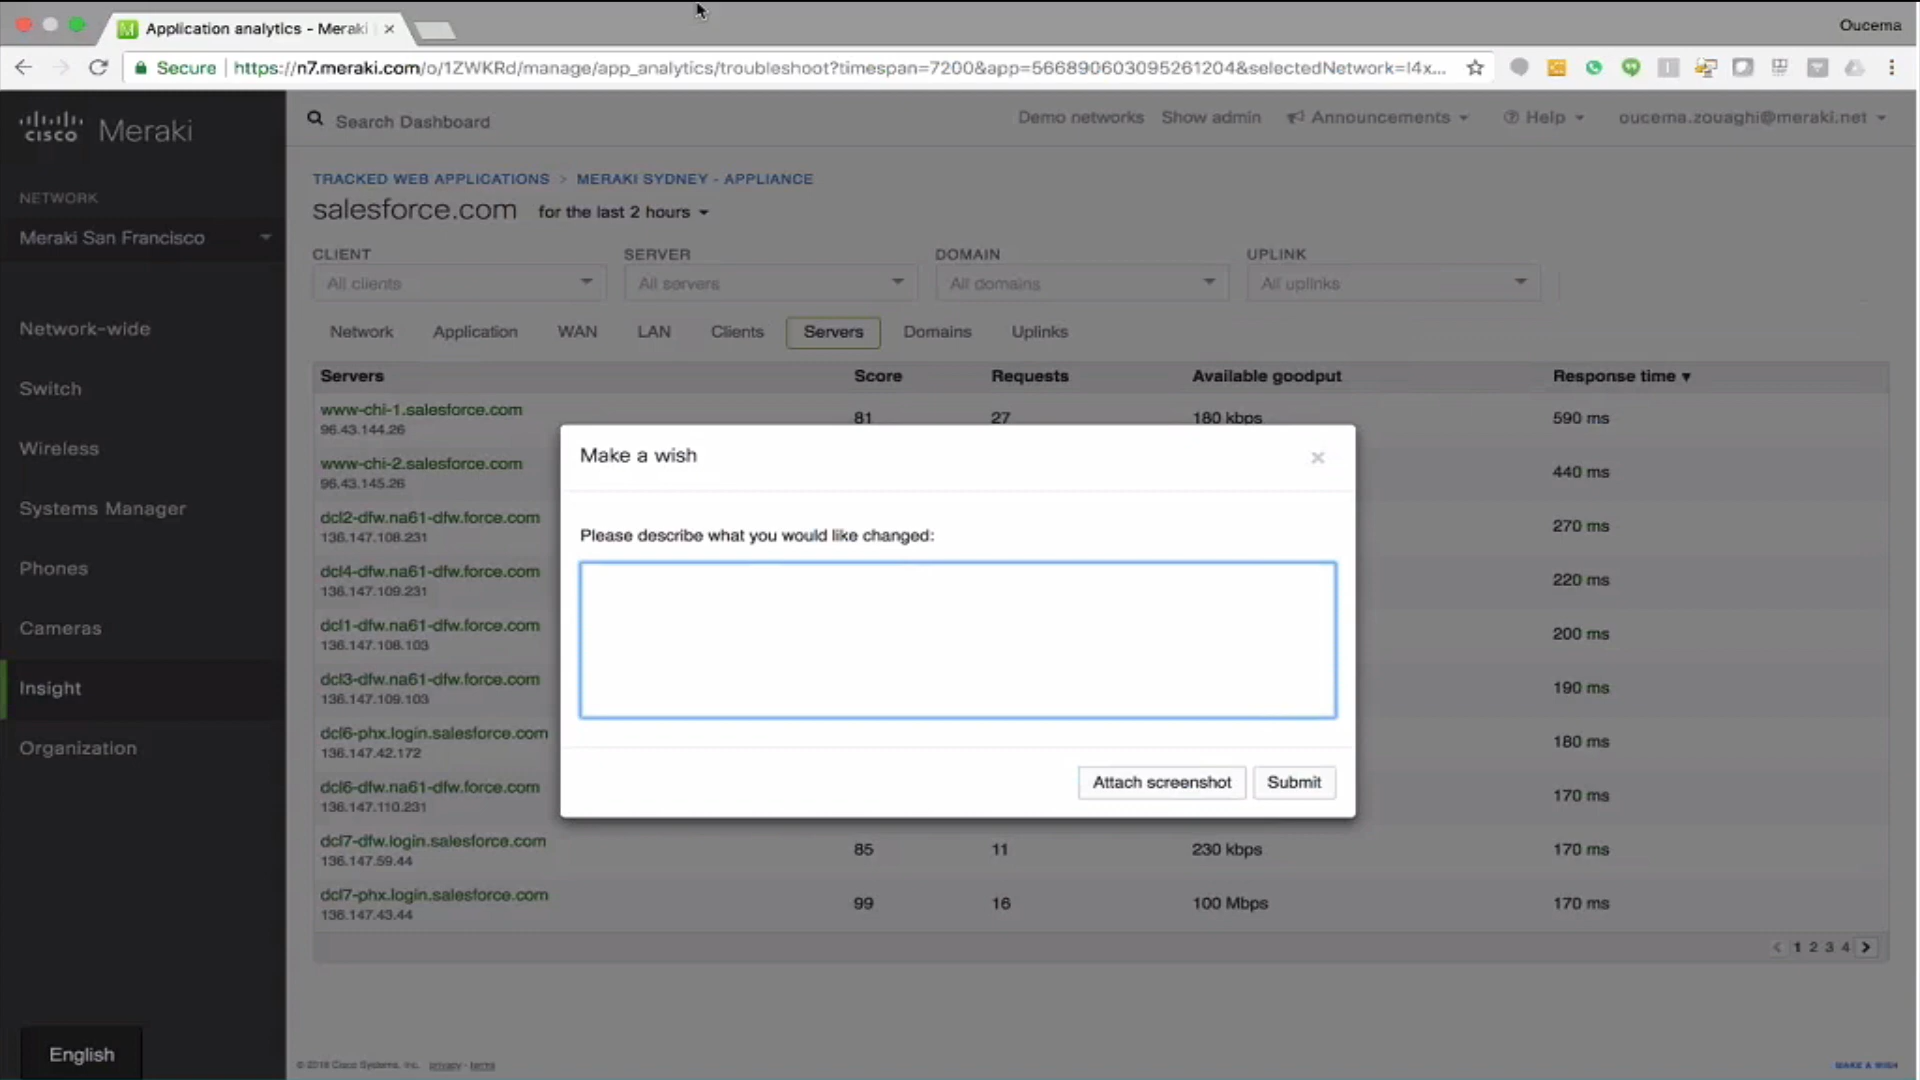 Application analytics - Meraki
Oucema
Secure https://n7.meraki.com/o/1ZWKRd/manage/app_analytics/troubleshoot?timespan=7200&app=566890603095261204&selectedNetwork=l4x...
CISCO Meraki
Search Dashboard
Demo networks Show admin Announcements Help oucema.zouaghi@meraki.net
NETWORK
Meraki San Francisco
Network-wide
Switch
Wireless
Systems Manager
Phones
Cameras
Insight
Organization
English
TRACKED WEB APPLICATIONS > MERAKI SYDNEY - APPLIANCE
salesforce.com for the last 2 hours
CLIENT SERVER DOMAIN UPLINK
All clients All servers All domains All uplinks
Network Application WAN LAN Clients Servers Domains Uplinks
Servers Score Requests Available goodput Response time ▼
www-chi-1.salesforce.com 81 27 180 kbps 590 ms
96.43.144.26
www-chi-2.salesforce.com 440 ms
96.43.145.26
dcl2-dfw.na61-dfw.force.com 270 ms
136.147.108.231
dcl4-dfw.na61-dfw.force.com 220 ms
136.147.109.231
dcl1-dfw.na61-dfw.force.com 200 ms
136.147.108.103
dcl3-dfw.na61-dfw.force.com 190 ms
136.147.109.103
dcl6-phx.login.salesforce.com 180 ms
136.147.42.172
dcl6-dfw.na61-dfw.force.com 170 ms
136.147.110.231
dcl7-dfw.login.salesforce.com 85 11 230 kbps 170 ms
136.147.59.44
dcl7-phx.login.salesforce.com 99 16 100 Mbps 170 ms
136.147.43.44
< 1 2 3 4 >
Make a wish ×
Please describe what you would like changed:
Attach screenshot Submit
© 2018 Cisco Systems, Inc. privacy - terms
MAKE A WISH